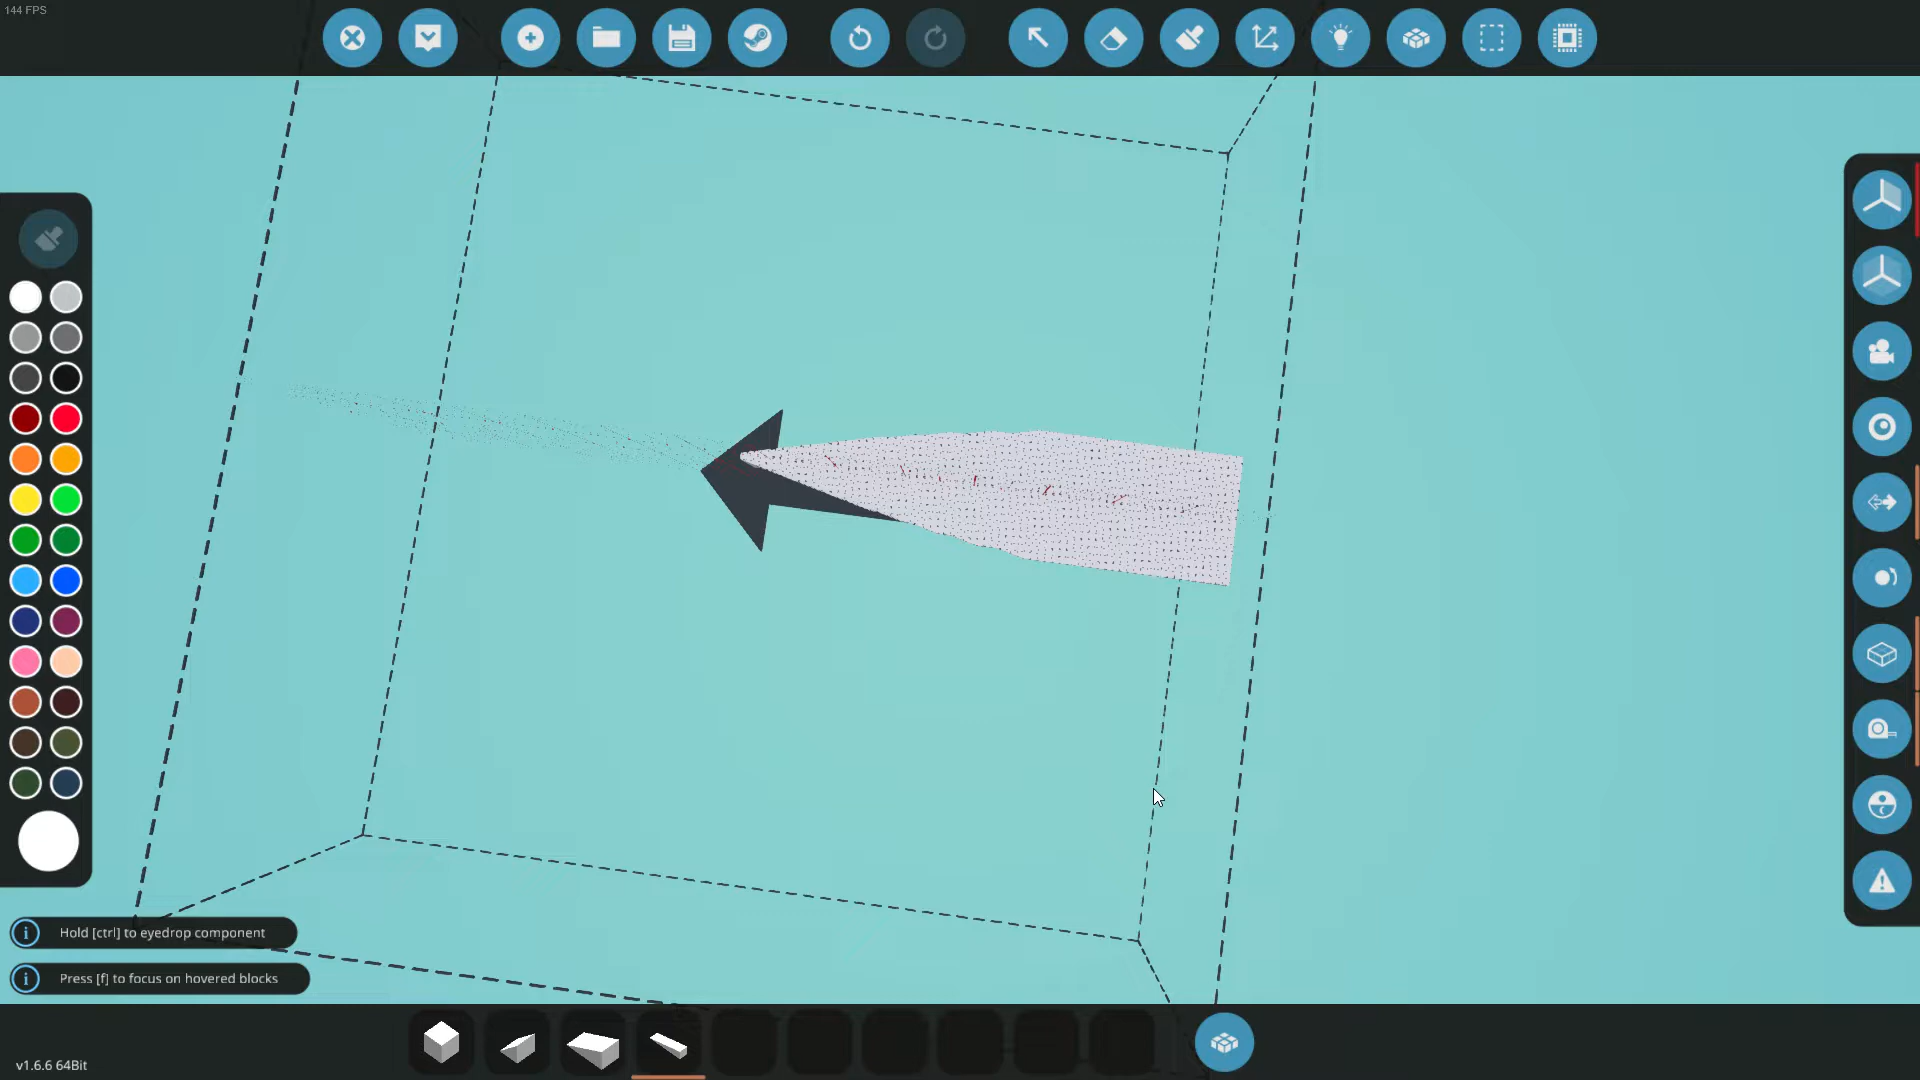 144 FPS
Hold [ctrl] to eyedrop component
Press [f] to focus on hovered blocks
v1.6.6 64Bit